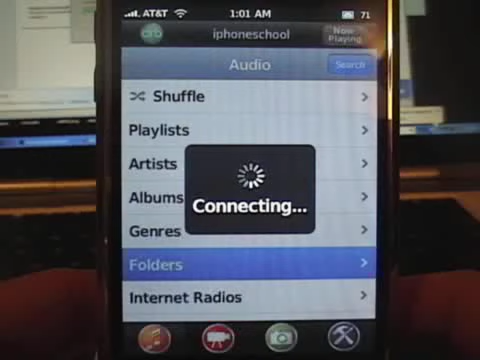 AT&T 1:01 AM 71
iphoneschool Now Playing
Audio Search
Shuffle
Playlists
Artists
Albums
Connecting...
Genres
Folders
Internet Radios